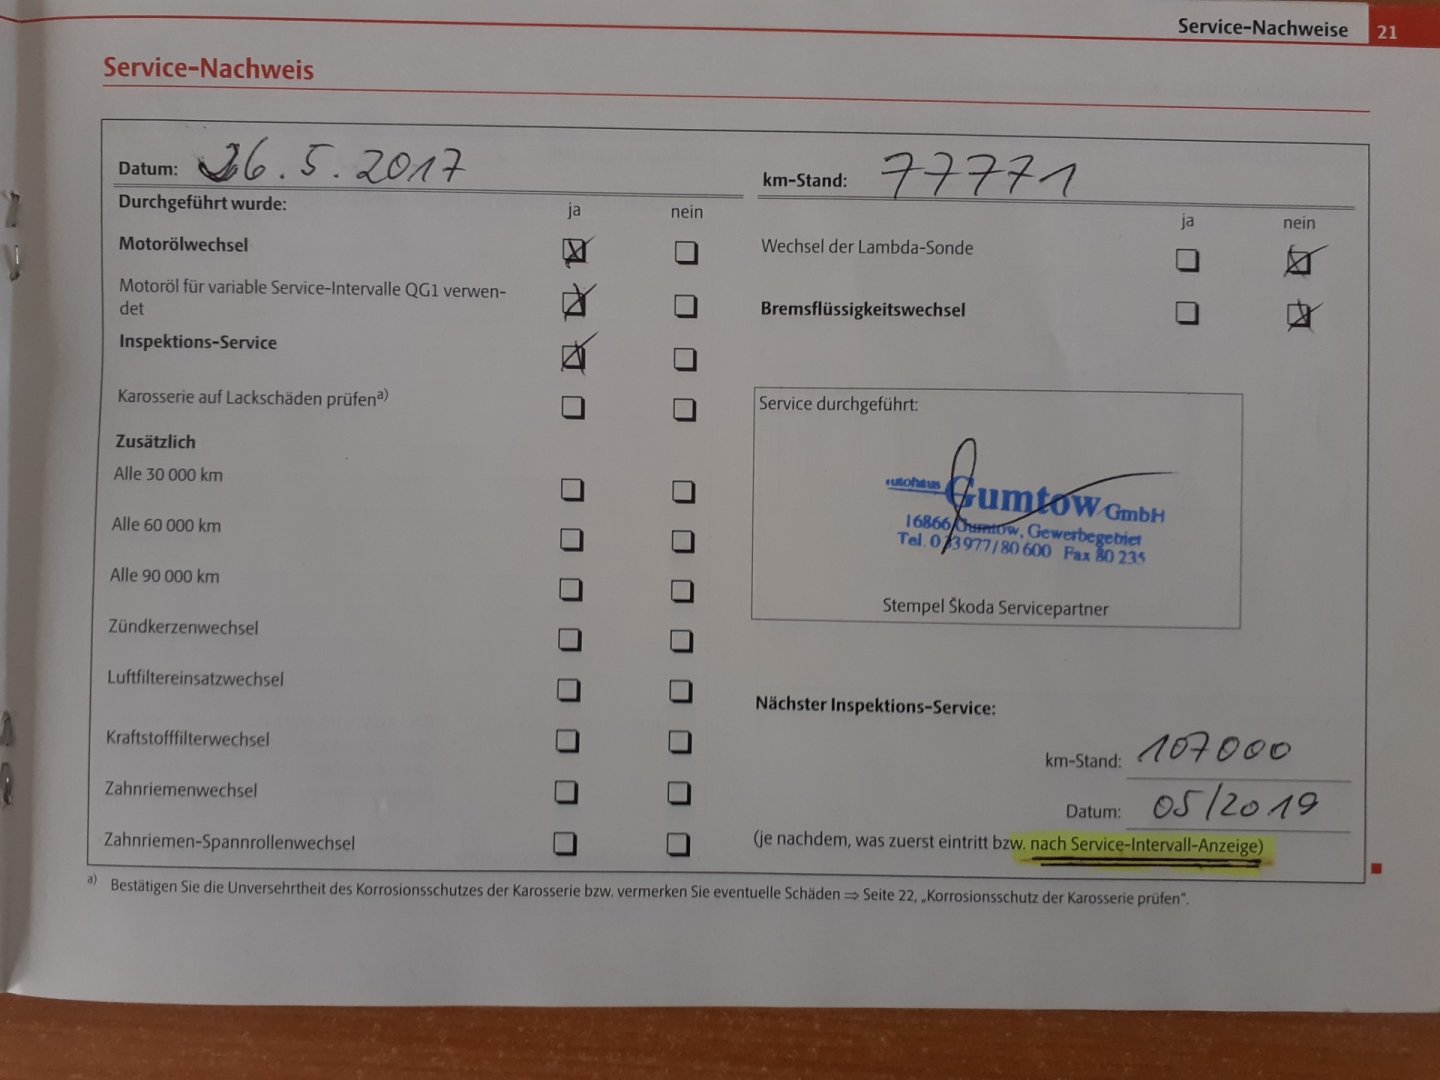 Service-Nachweise 21
Service-Nachweis
Datum: 26.5.2017
km-Stand: 77771
Durchgeführt wurde:
ja nein
Motorölwechsel
Motoröl für variable Service-Intervalle QG1 verwen-
det
Inspektions-Service
Karosserie auf Lackschäden prüfena)
Zusätzlich
Alle 30 000 km
Alle 60 000 km
Alle 90 000 km
Zündkerzenwechsel
Luftfiltereinsatzwechsel
Kraftstofffilterwechsel
Zahnriemenwechsel
Zahnriemen-Spannrollenwechsel
ja nein
Wechsel der Lambda-Sonde
Bremsflüssigkeitswechsel
Service durchgeführt:
autohaus Gumtow GmbH
16866 Gumtow, Gewerbegebiet
Tel. 033977/80 600 Fax 80 235
Stempel Škoda Servicepartner
Nächster Inspektions-Service:
km-Stand: 107000
Datum: 05/2019
(je nachdem, was zuerst eintritt bzw. nach Service-Intervall-Anzeige)
a) Bestätigen Sie die Unversehrtheit des Korrosionsschutzes der Karosserie bzw. vermerken Sie eventuelle Schäden ⇒ Seite 22, „Korrosionsschutz der Karosserie prüfen“.